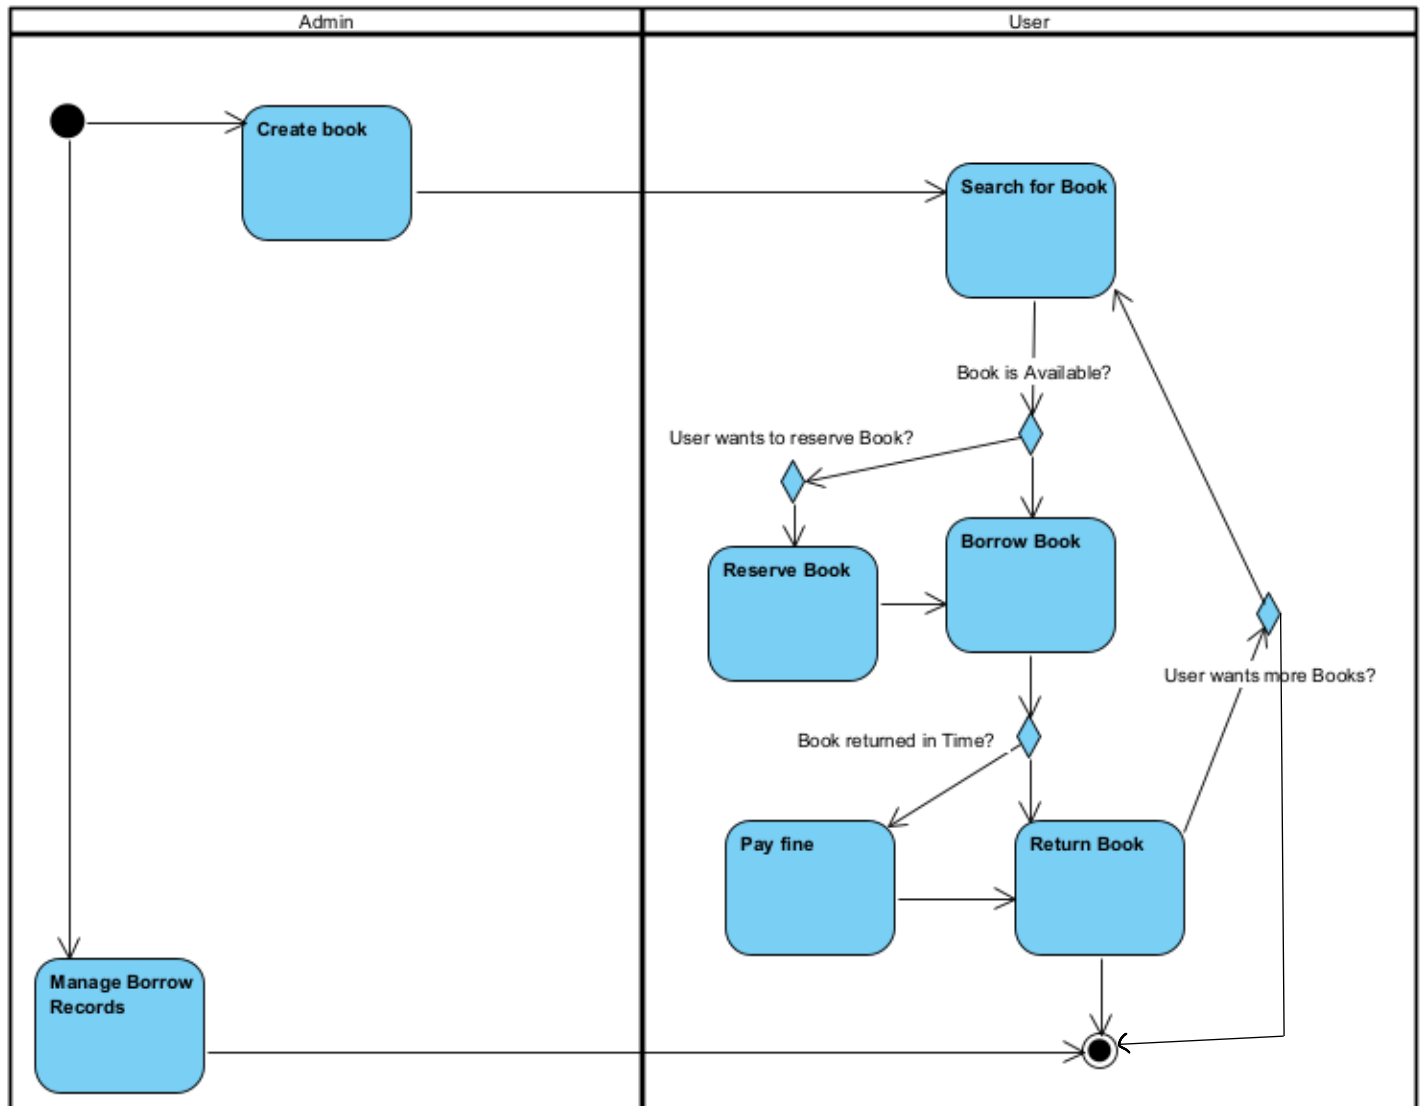 Admin
User
Create book
Search for Book
Book is Available?
User wants to reserve Book?
Borrow Book
Reserve Book
User wants more Books?
Book returned in Time?
Pay fine
Return Book
Manage Borrow
Records